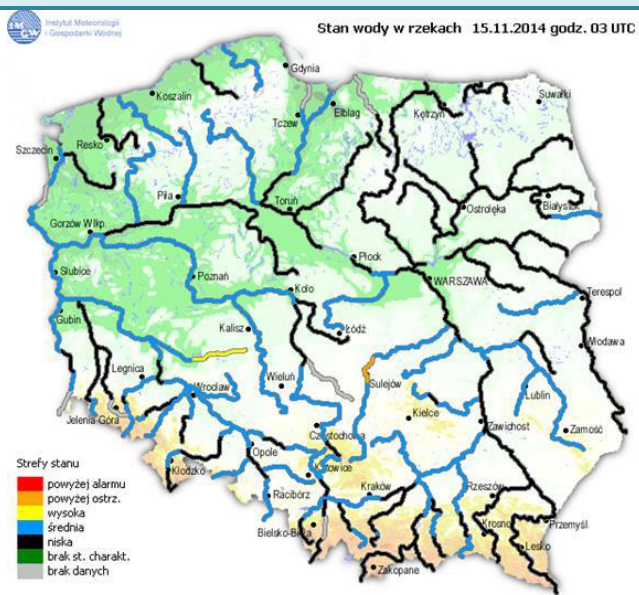 IMGW
Instytut Meteorologii
i Gospodarki Wodnej
Stan wody w rzekach 15.11.2014 godz. 03 UTC
Gdynia
Koszalin
Suwałki
Elbląg
Kętrzyn
Tczew
Resko
Szczecin
Piła
Toruń
Ostrołęka
Białystok
Gorzów Wlkp.
Płock
Słubice
Poznań
WARSZAWA
Koło
Terespol
Gubin
Kalisz
Łódź
Włodawa
Legnica
Wieluń
Sulejów
Wrocław
Lublin
Jelenia Góra
Kielce
Zawichost
Zamość
Częstochowa
Opole
Kłodzko
Katowice
Racibórz
Kraków
Rzeszów
Bielsko-Biała
Krosno
Przemyśl
Lesko
Zakopane
Strefy stanu
powyżej alarmu
powyżej ostrz.
wysoka
średnia
niska
brak st. charakt.
brak danych